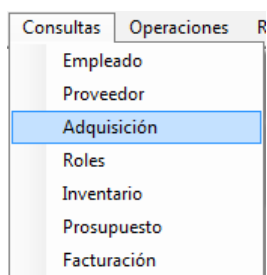 Consultas Operaciones R
Empleado
Proveedor
Adquisición
Roles
Inventario
Prosupuesto
Facturación